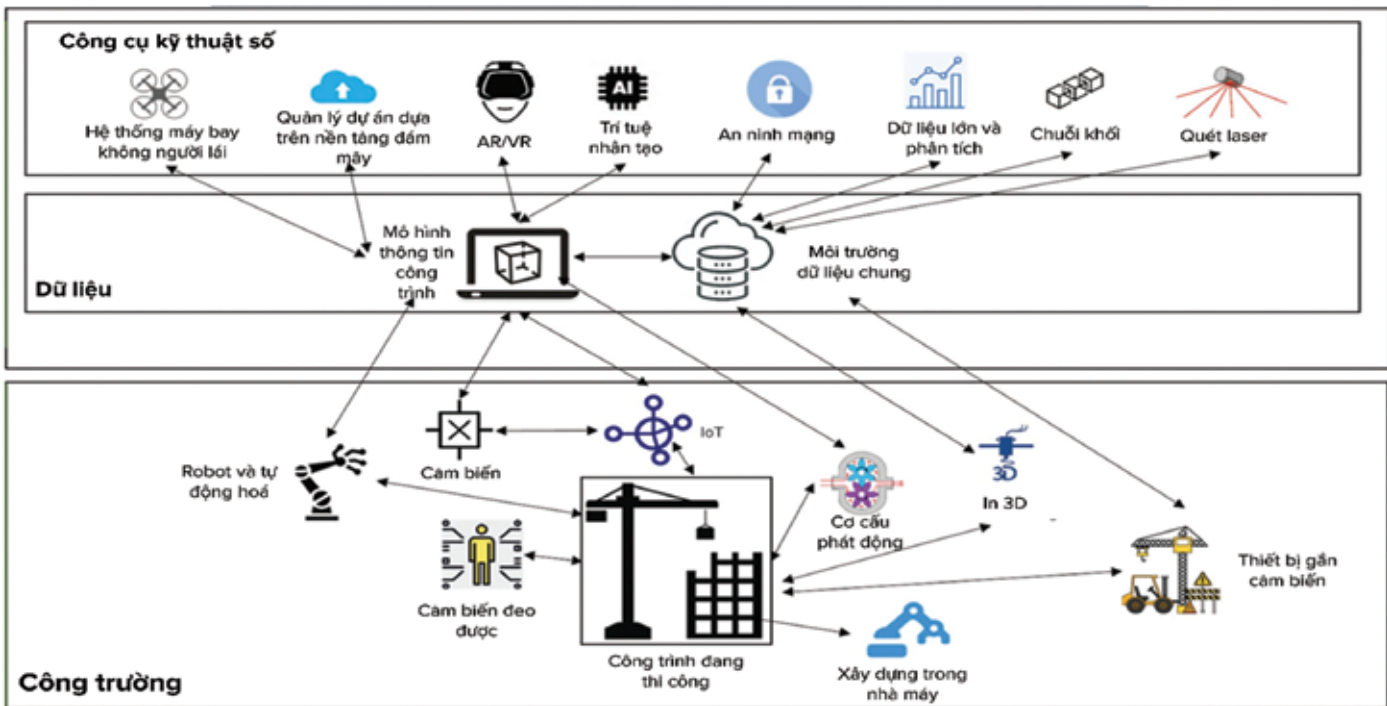 Công cụ kỹ thuật số
Hệ thống máy bay
không người lái
Quản lý dự án dựa
trên nền tảng đám
mây
AR/VR
AI
Trí tuệ
nhân tạo
An ninh mạng
Dữ liệu lớn và
phân tích
Chuỗi khối
Quét laser
Mô hình
thông tin
công
trình
Môi trường
dữ liệu chung
Dữ liệu
Robot và tự
động hoá
Cảm biến
IoT
Cơ cấu
phát động
3D
In 3D
Thiết bị gắn
cảm biến
Cảm biến đeo
được
Công trình đang
thi công
Xây dựng trong
nhà máy
Công trường